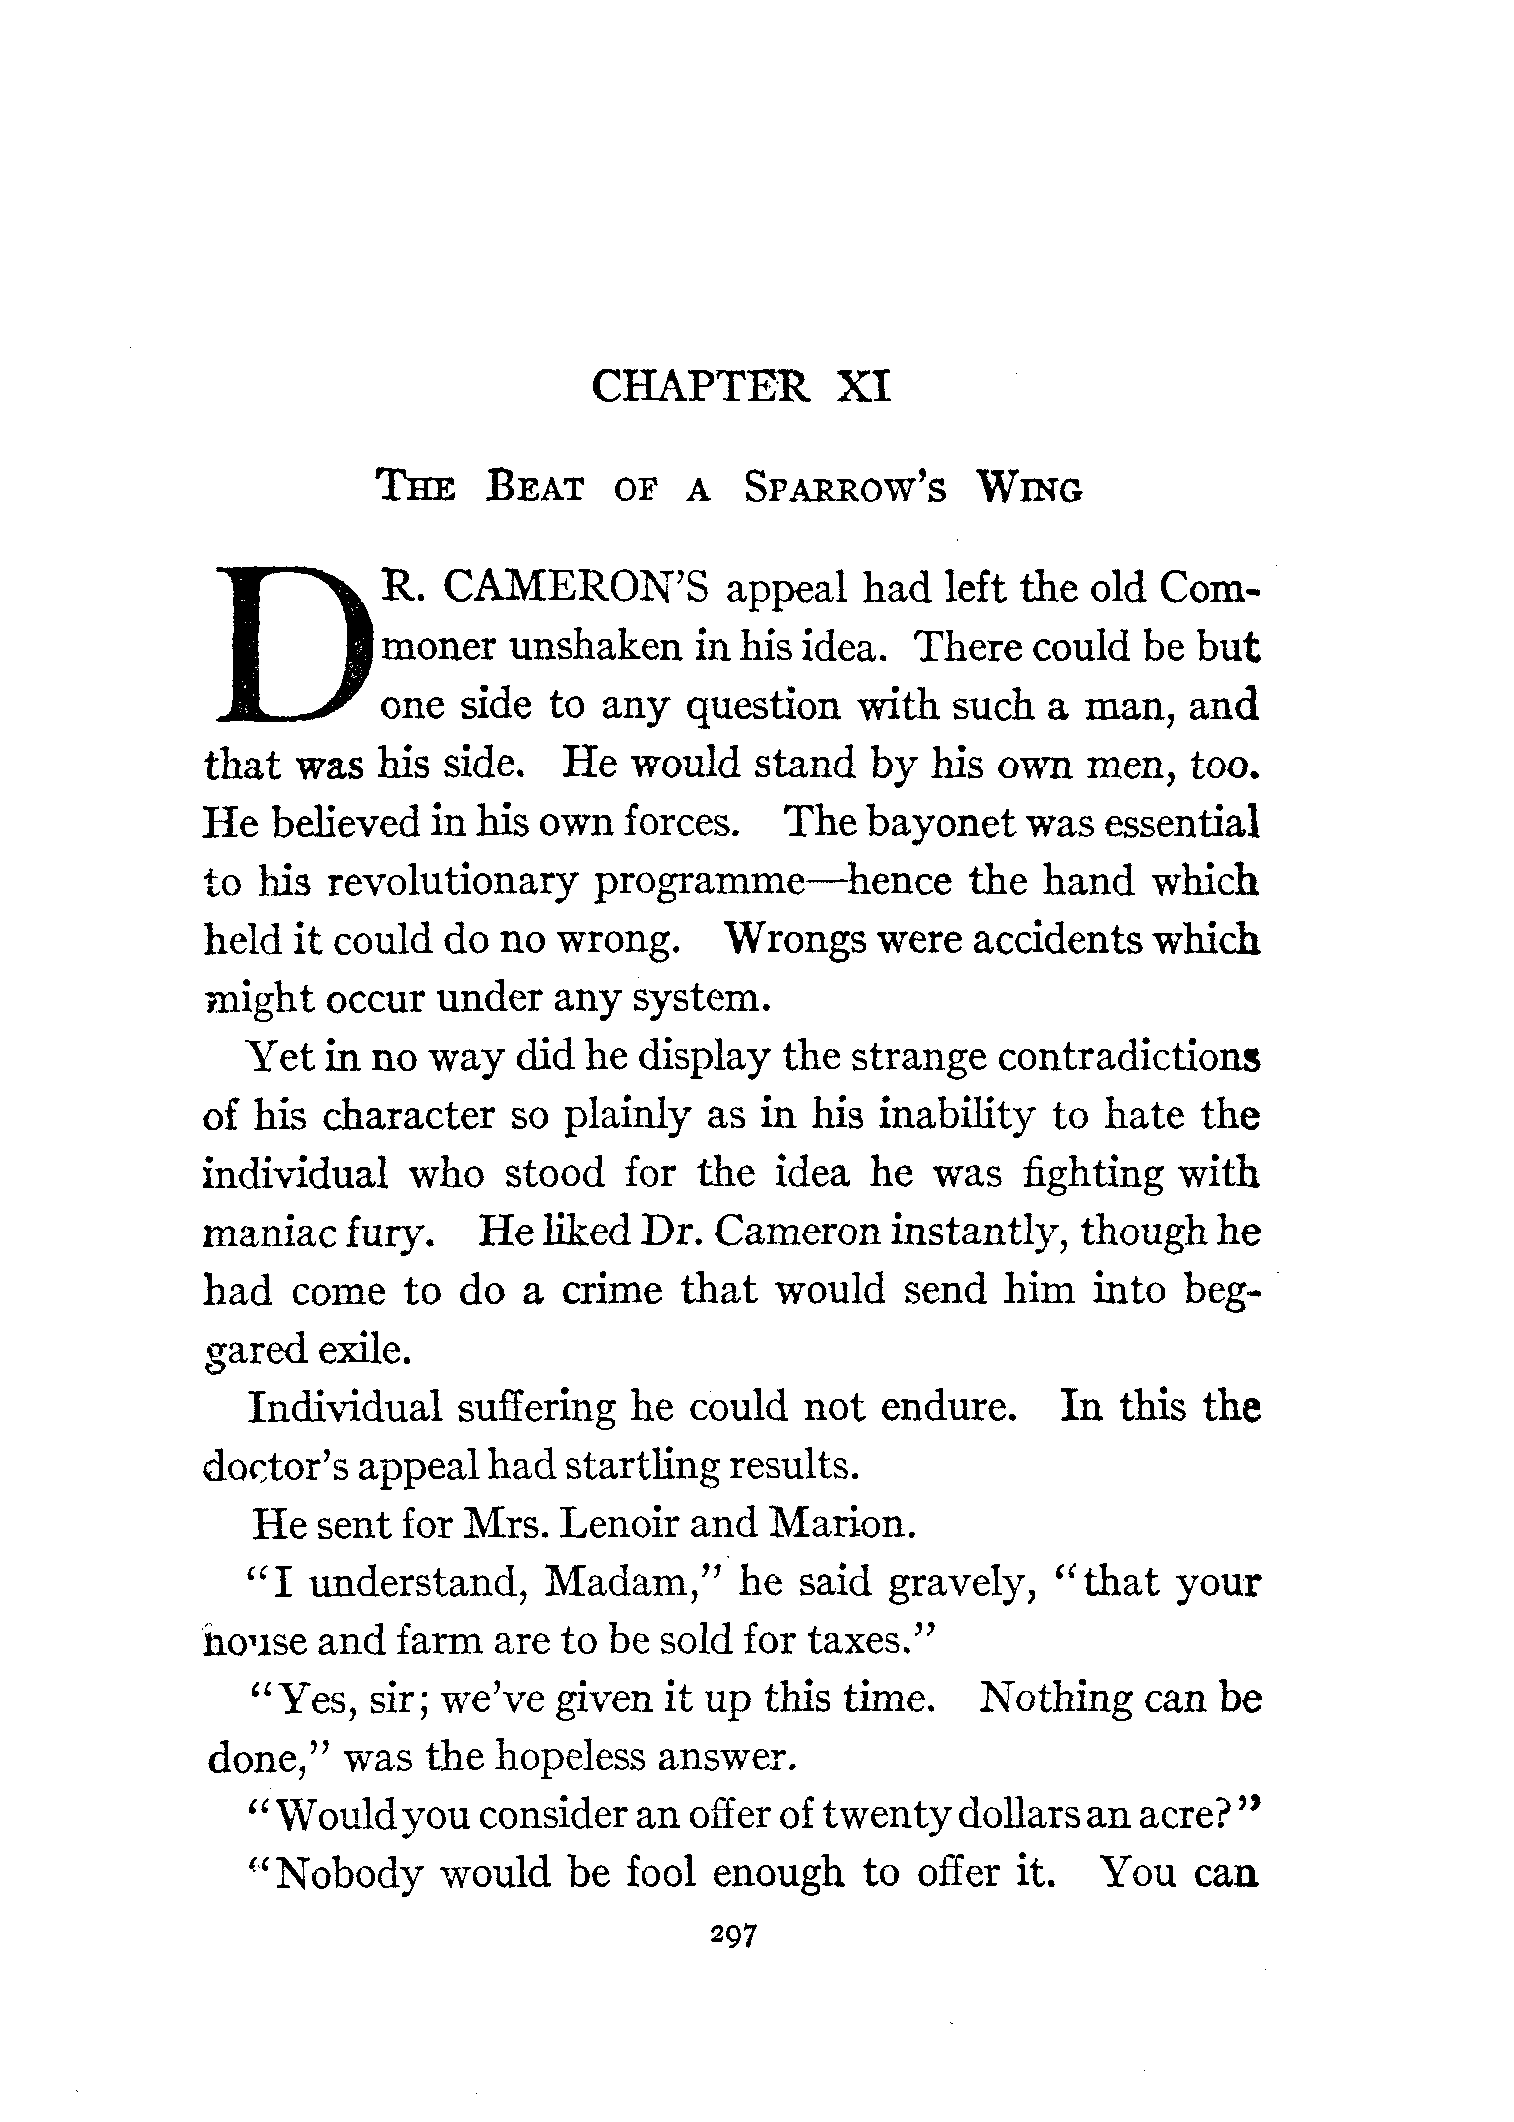 CHAPTER XI
The Beat of a Sparrow's Wing
DR. CAMERON'S appeal had left the old Com-
moner unshaken in his idea. There could be but
one side to any question with such a man, and
that was his side. He would stand by his own men, too.
He believed in his own forces. The bayonet was essential
to his revolutionary programme—hence the hand which
held it could do no wrong. Wrongs were accidents which
might occur under any system.
Yet in no way did he display the strange contradictions
of his character so plainly as in his inability to hate the
individual who stood for the idea he was fighting with
maniac fury. He liked Dr. Cameron instantly, though he
had come to do a crime that would send him into beg-
gared exile.
Individual suffering he could not endure. In this the
doctor's appeal had startling results.
He sent for Mrs. Lenoir and Marion.
"I understand, Madam," he said gravely, "that your
house and farm are to be sold for taxes."
"Yes, sir; we've given it up this time. Nothing can be
done," was the hopeless answer.
"Would you consider an offer of twenty dollars an acre?"
"Nobody would be fool enough to offer it. You can
297